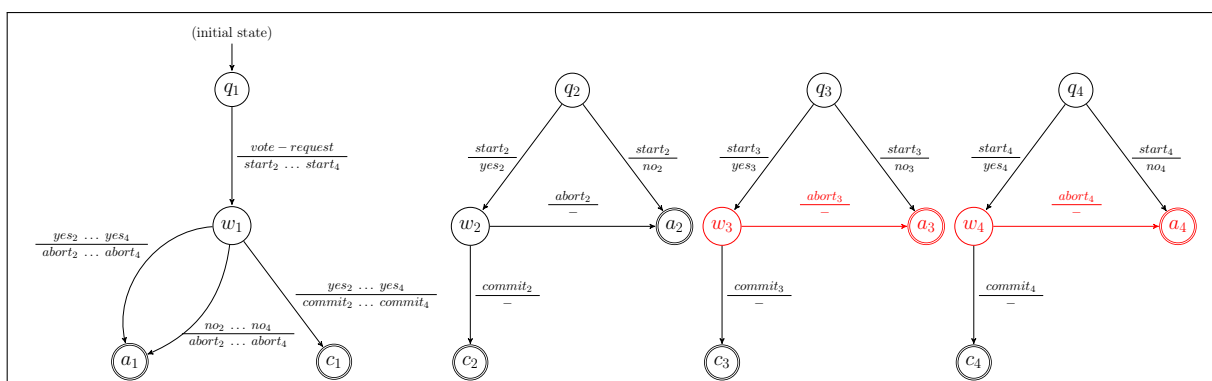 (initial state)
q1
vote − request
start2 ... start4
w1
yes2 ... yes4
abort2 ... abort4
yes2 ... yes4
commit2 ... commit4
no2 ... no4
abort2 ... abort4
a1
c1
q2
start2
yes2
start2
no2
w2
abort2
−
a2
commit2
−
c2
q3
start3
yes3
start3
no3
w3
abort3
−
a3
commit3
−
c3
q4
start4
yes4
start4
no4
w4
abort4
−
a4
commit4
−
c4